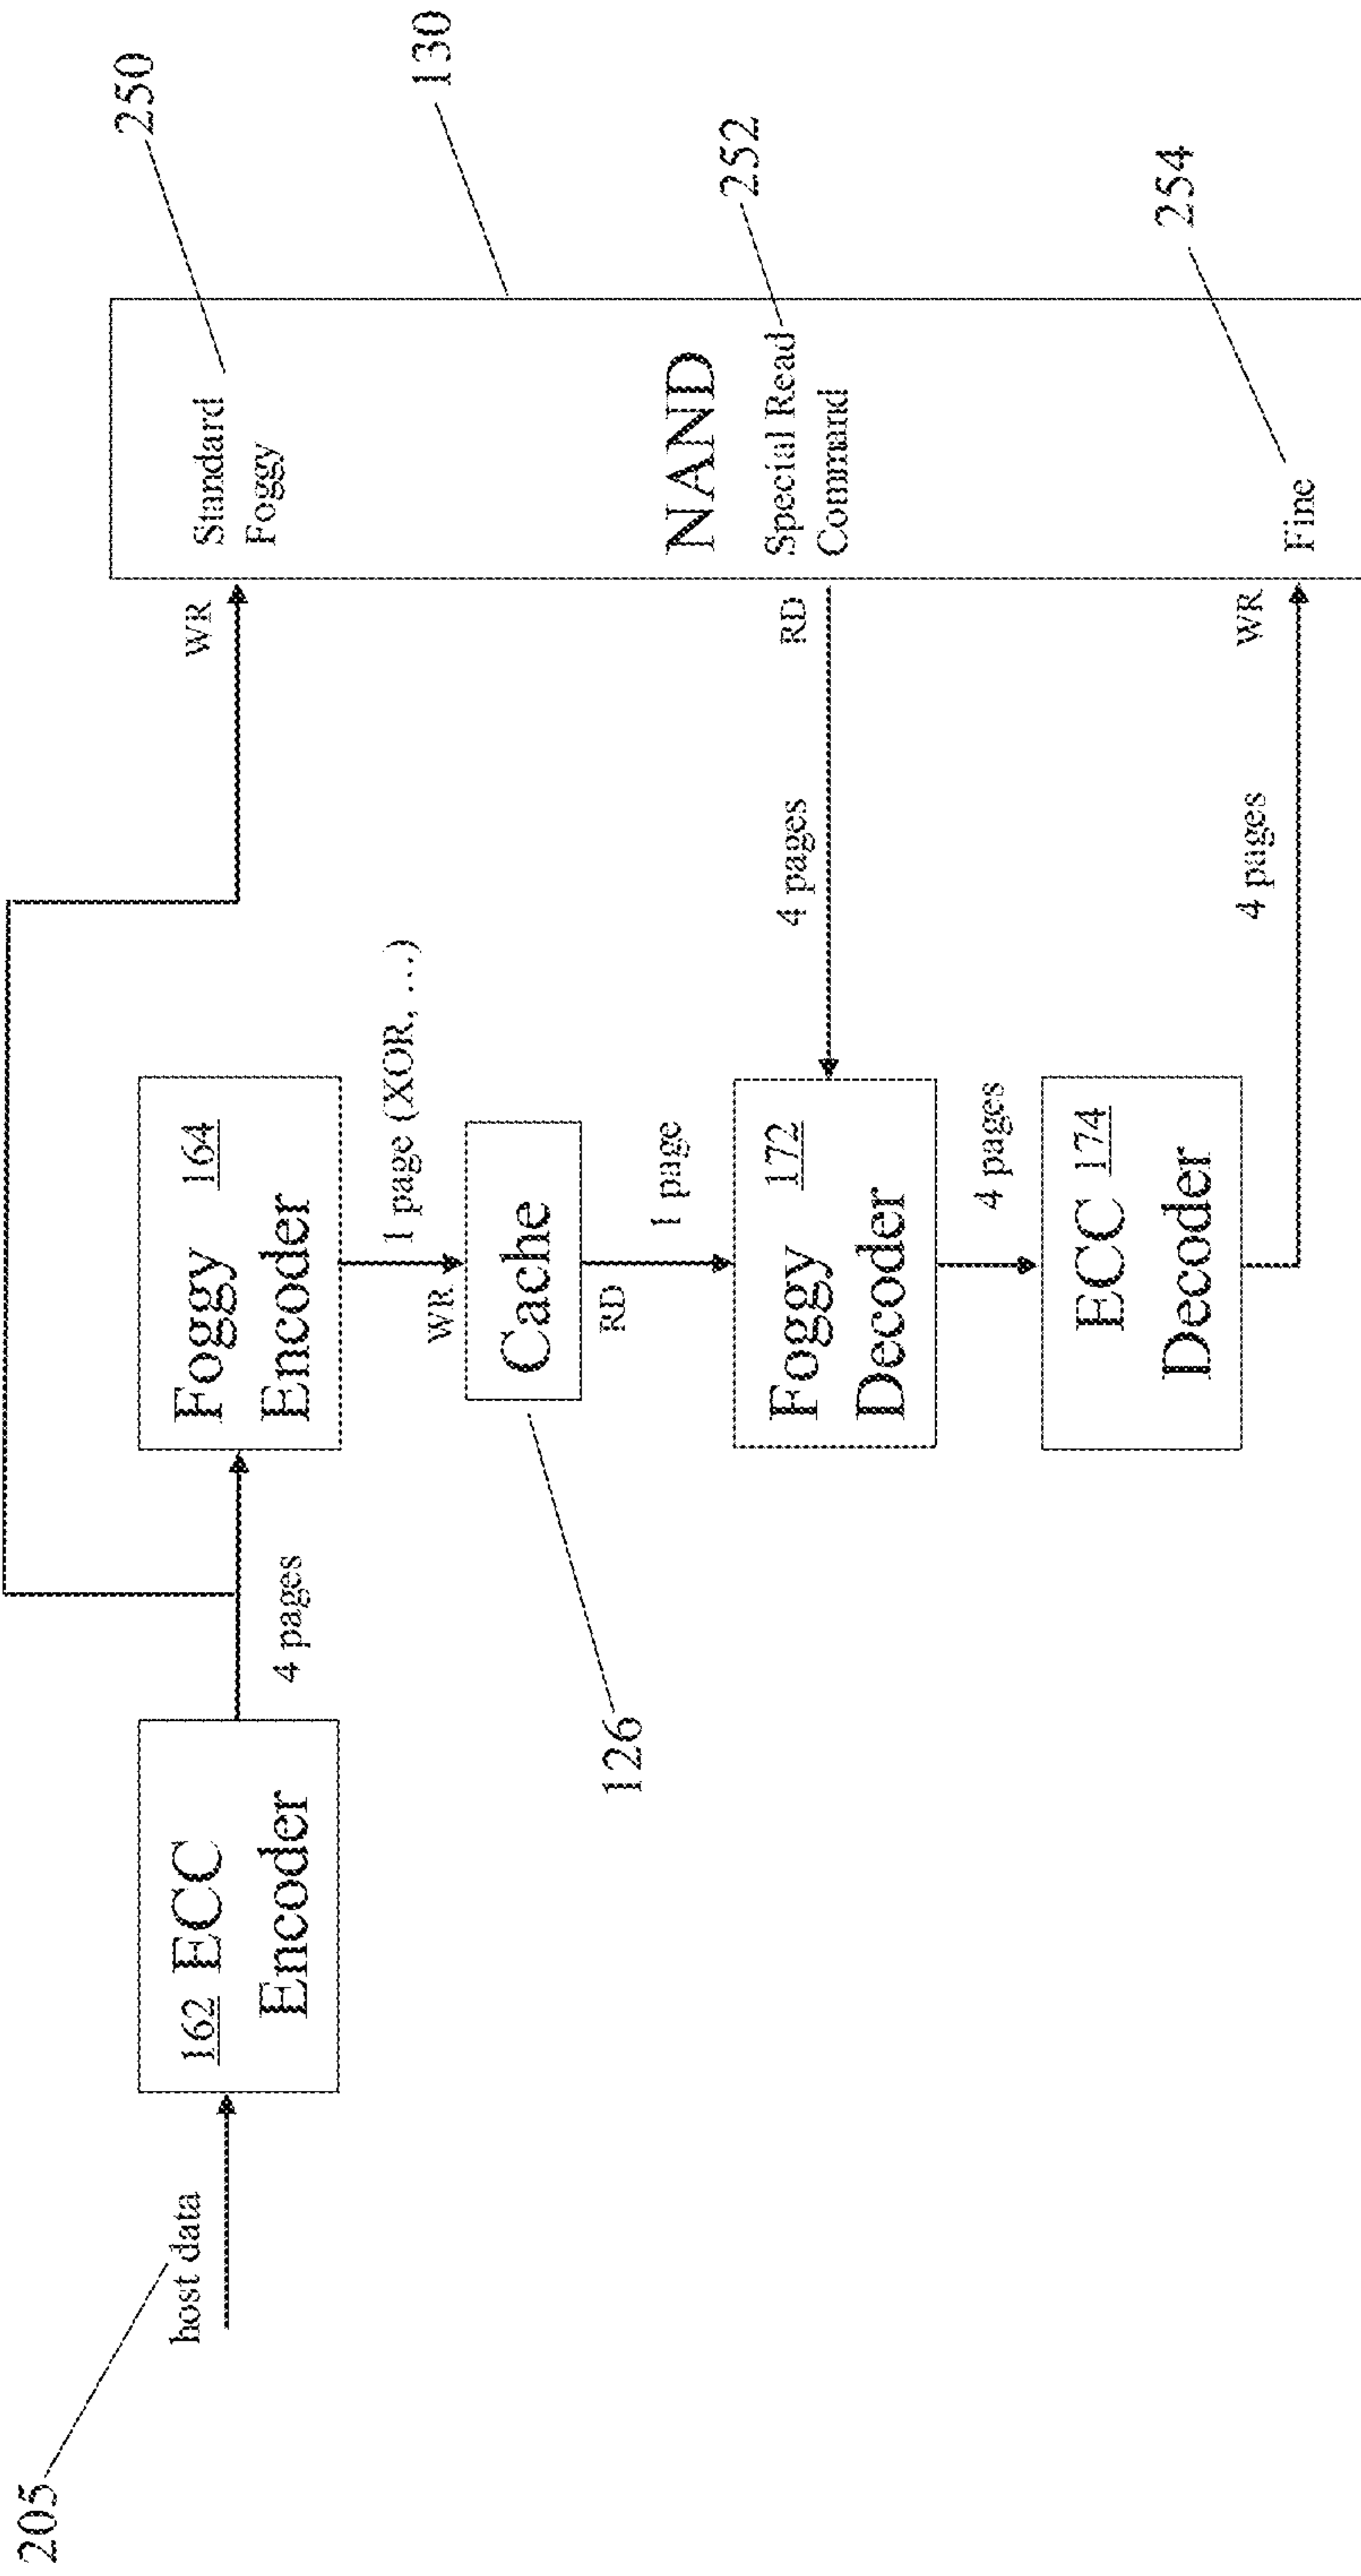 205
host data
162 ECC
Encoder
4 pages
Foggy 164
Encoder
WR
Standard
Foggy
250
130
1 page (XOR, ...)
WR
Cache
126
RD
1 page
NAND
Foggy 172
Decoder
4 pages
RD
Special Read
Command
252
4 pages
ECC 174
Decoder
4 pages
WR
Fine
254